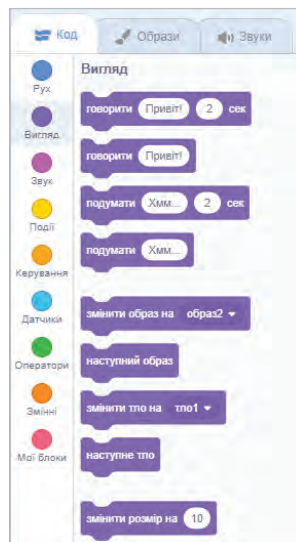 Код Образи Звуки
Вигляд
Рух
Вигляд
Звук
Події
Керування
Датчики
Оператори
Змінні
Мої блоки
говорити Привіт! 2 сек
говорити Привіт!
подумати Хмм... 2 сек
подумати Хмм...
змінити образ на образ2
наступний образ
змінити тло на тло1
наступне тло
змінити розмір на 10